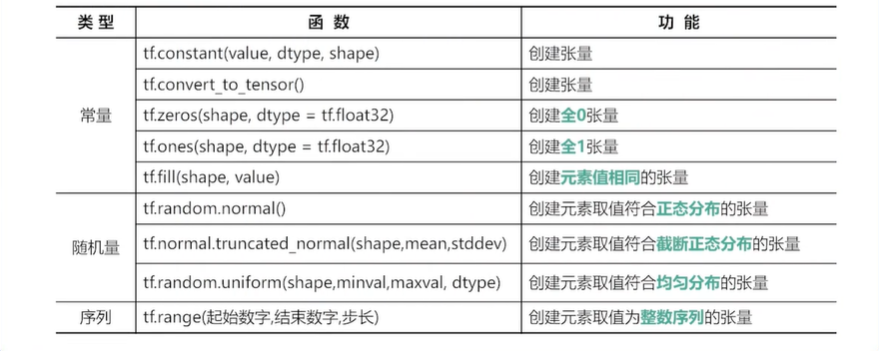 类型 函数 功能
常量 tf.constant(value, dtype, shape) 创建张量
tf.convert_to_tensor() 创建张量
tf.zeros(shape, dtype = tf.float32) 创建全0张量
tf.ones(shape, dtype = tf.float32) 创建全1张量
tf.fill(shape, value) 创建元素值相同的张量
随机量 tf.random.normal() 创建元素取值符合正态分布的张量
tf.normal.truncated_normal(shape,mean,stddev) 创建元素取值符合截断正态分布的张量
tf.random.uniform(shape,minval,maxval, dtype) 创建元素取值符合均匀分布的张量
序列 tf.range(起始数字,结束数字,步长) 创建元素取值为整数序列的张量